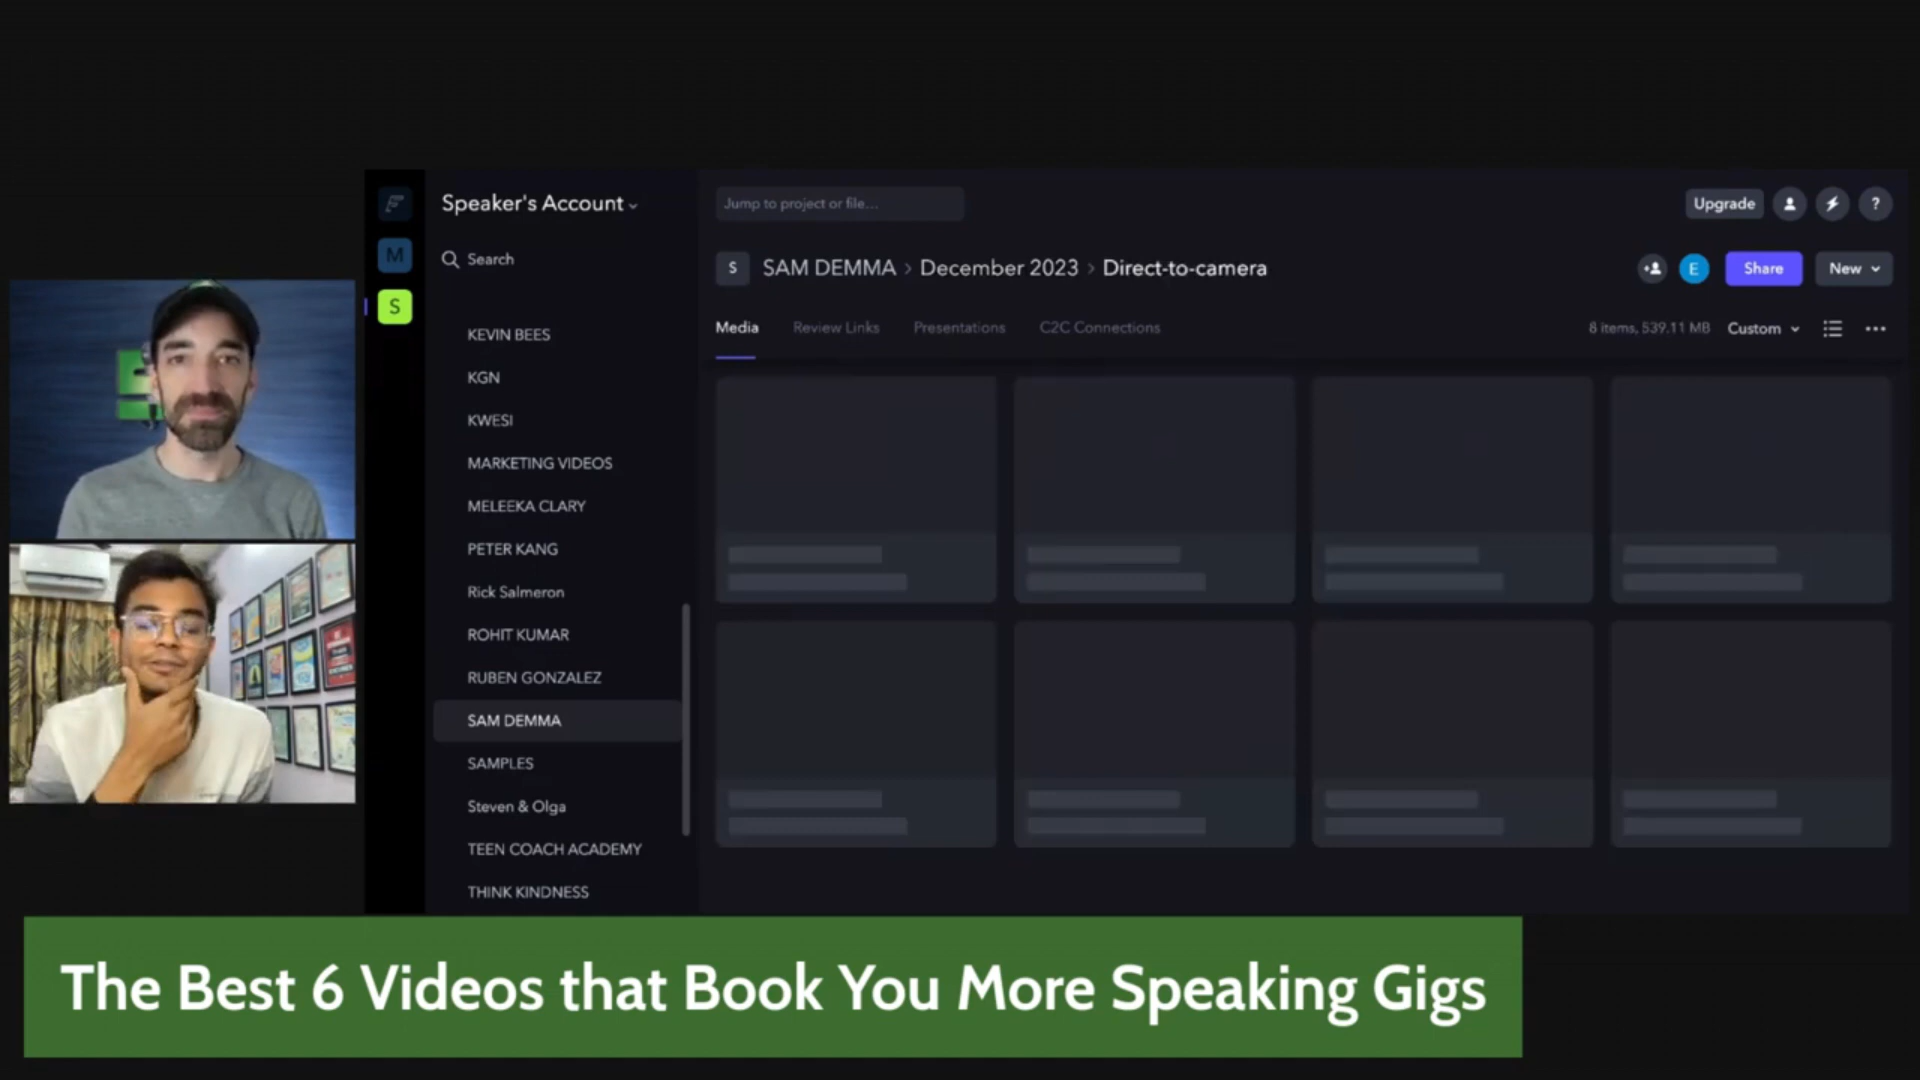 Speaker's Account
Jump to project or file...
Upgrade
?
M
S
Search
S
SAM DEMMA > December 2023 > Direct-to-camera
E
Share
New
Media
Review Links
Presentations
C2C Connections
8 items, 539.11 MB
Custom
KEVIN BEES
KGN
KWESI
MARKETING VIDEOS
MELEEKA CLARY
PETER KANG
Rick Salmeron
ROHIT KUMAR
RUBEN GONZALEZ
SAM DEMMA
SAMPLES
Steven & Olga
TEEN COACH ACADEMY
THINK KINDNESS
The Best 6 Videos that Book You More Speaking Gigs